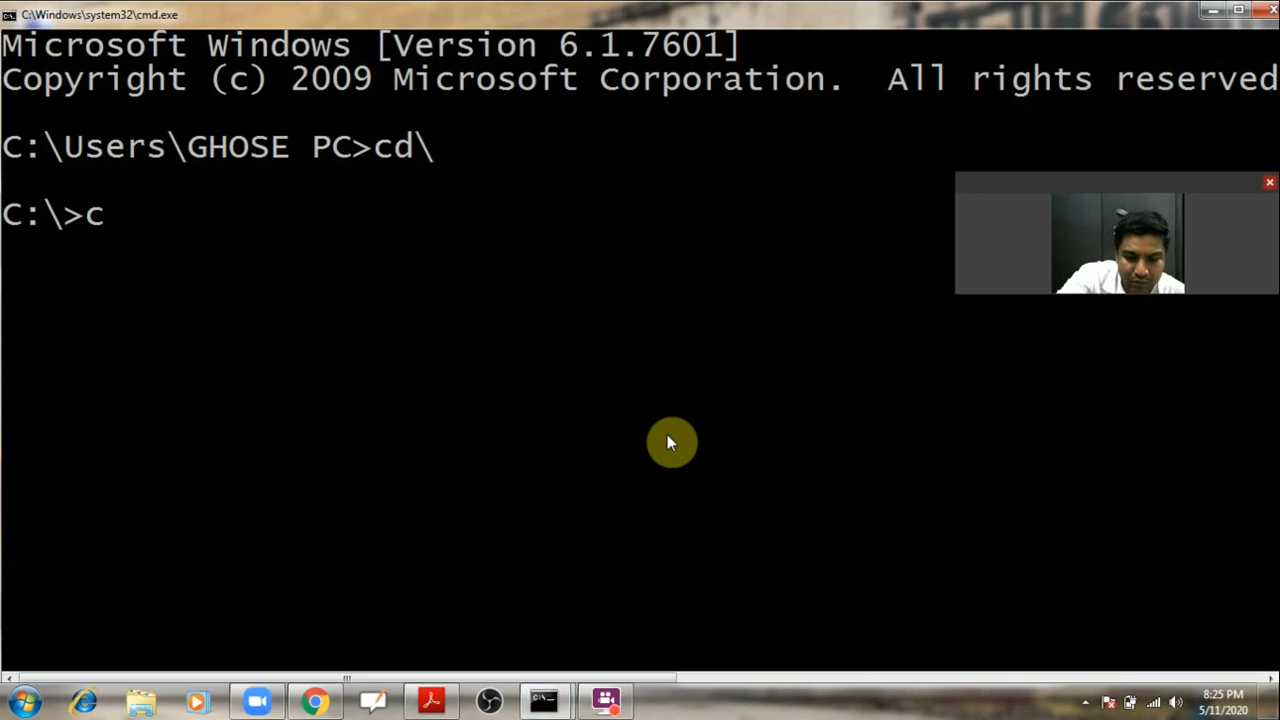 C:\Windows\system32\cmd.exe
Microsoft Windows [Version 6.1.7601]
Copyright (c) 2009 Microsoft Corporation.  All rights reserved
C:\Users\GHOSE PC>cd\
C:\>c
8:25 PM
5/11/2020